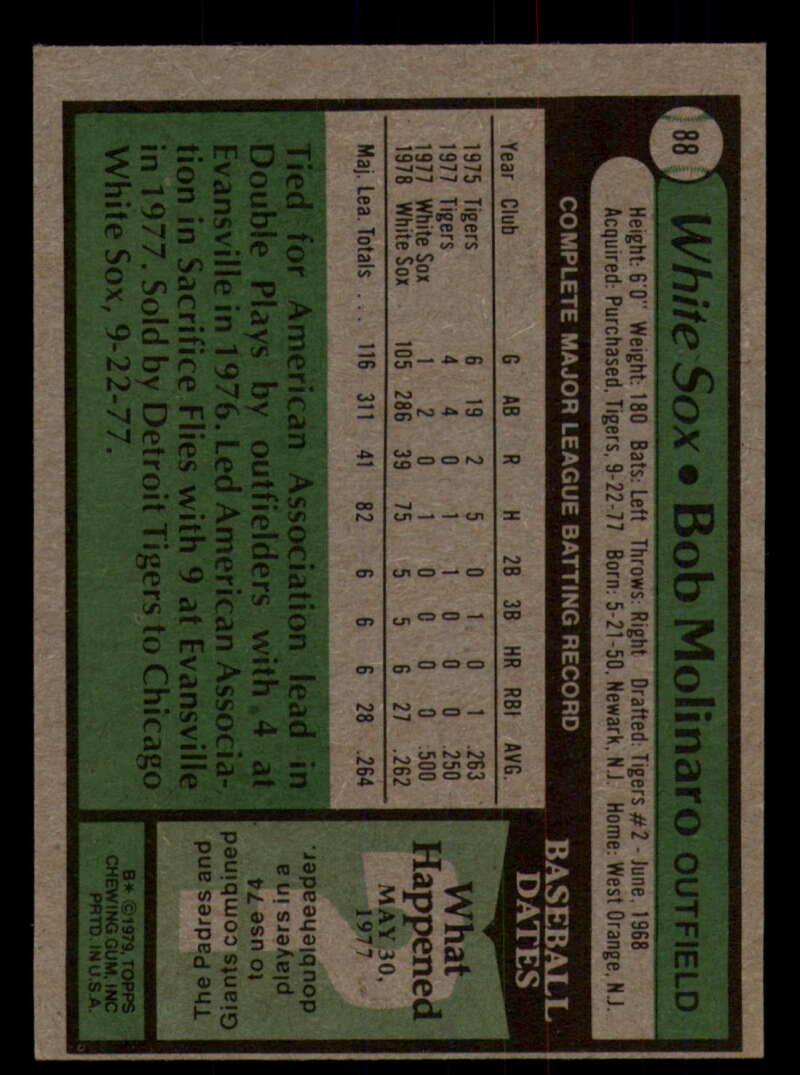 88
White Sox • Bob Molinaro OUTFIELD
Height: 6'0" Weight: 180 Bats: Left Throws: Right Drafted: Tigers #2 - June 1968
Acquired: Purchased, Tigers, 9-22-77 Born: 5-21-50, Newark, N.J. Home: West Orange, N.J.
COMPLETE MAJOR LEAGUE BATTING RECORD
Year Club G AB R H 2B 3B HR RBI AVG.
1975 Tigers 6 19 2 5 0 1 0 1 .263
1977 Tigers 4 4 0 1 1 0 0 0 .250
1977 White Sox 1 2 0 1 0 0 0 0 .500
1978 White Sox 105 286 39 75 5 5 6 27 .262
Maj. Lea. Totals . . . 116 311 41 82 6 6 6 28 .264
Tied for American Association lead in
Double Plays by outfielders with 4 at
Evansville in 1976. Led American Associa-
tion in Sacrifice Flies with 9 at Evansville
in 1977. Sold by Detroit Tigers to Chicago
White Sox, 9-22-77.
BASEBALL
DATES
What
Happened
MAY 30,
1977
The Padres and
Giants combined
to use 74
players in a
doubleheader.
B* ©1979, TOPPS
CHEWING GUM, INC
PRTD. IN U.S.A.